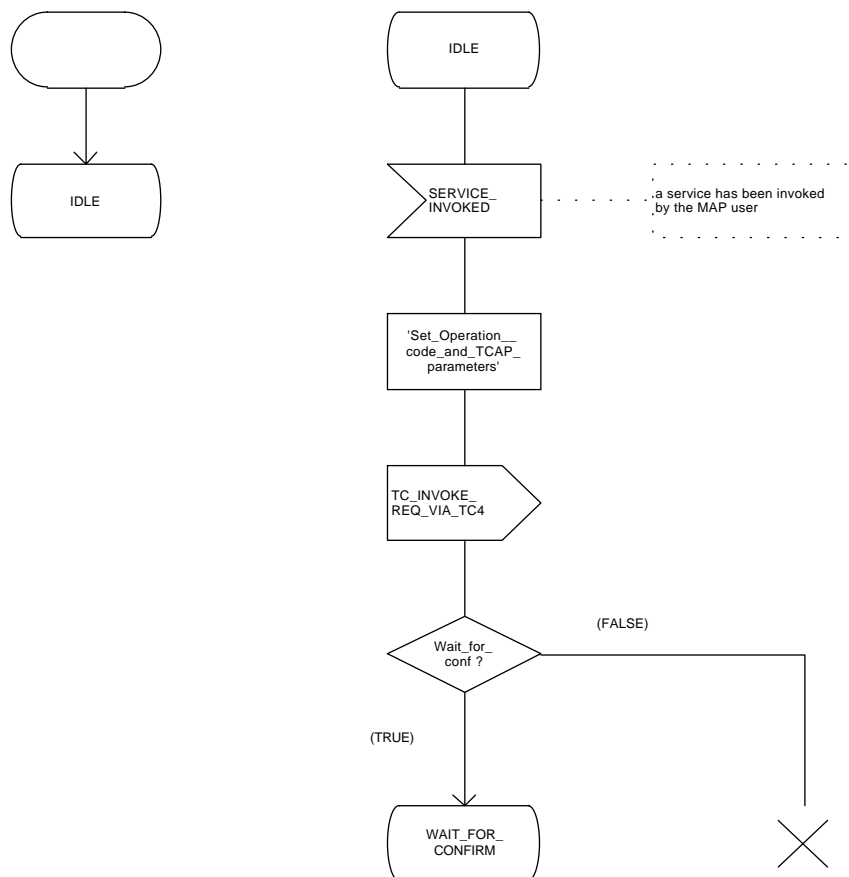 IDLE
IDLE
SERVICE_
INVOKED
a service has been invoked
by the MAP user
'Set_Operation__
code_and_TCAP_
parameters'
TC_INVOKE_
REQ_VIA_TC4
Wait_for_
conf ?
(FALSE)
(TRUE)
WAIT_FOR_
CONFIRM